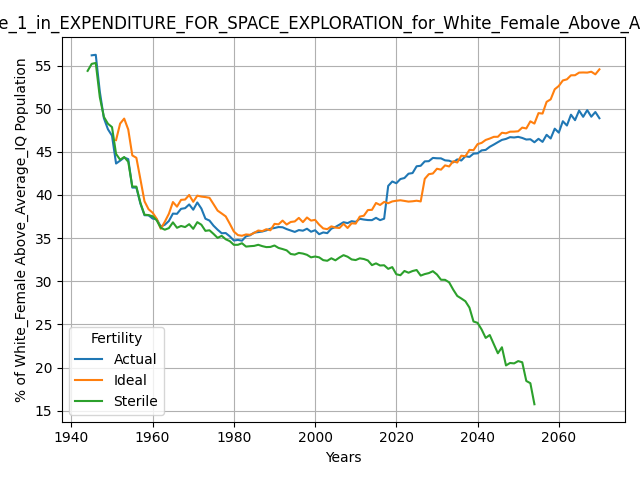 e_1_in_EXPENDITURE_FOR_SPACE_EXPLORATION_for_White_Female_Above_A
% of White_Female Above_Average_IQ Population
55
50
45
40
35
30
25
20
15
1940 1960 1980 2000 2020 2040 2060
Years
Fertility
Actual
Ideal
Sterile